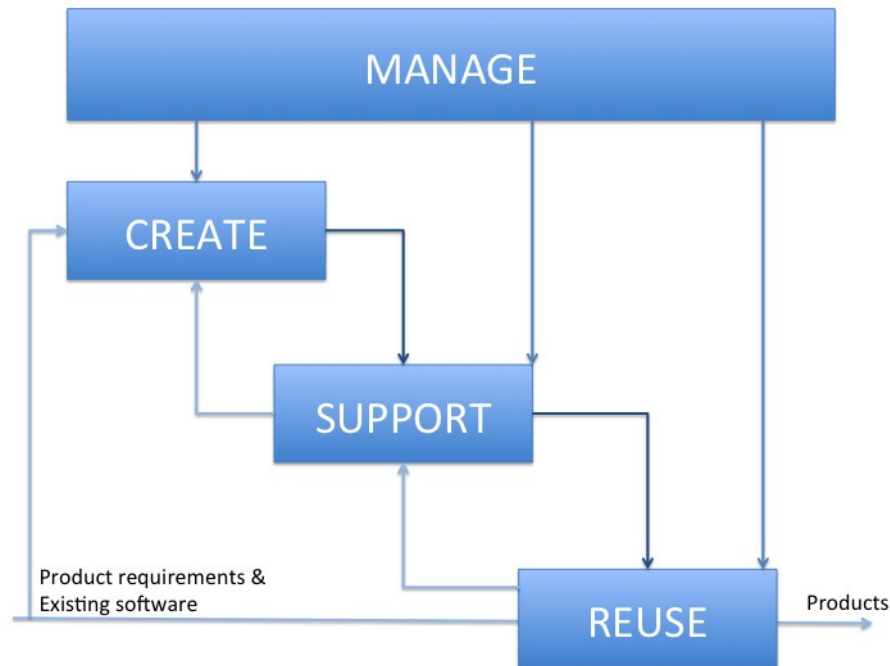 MANAGE
CREATE
SUPPORT
Product requirements &
Existing software
REUSE
Products